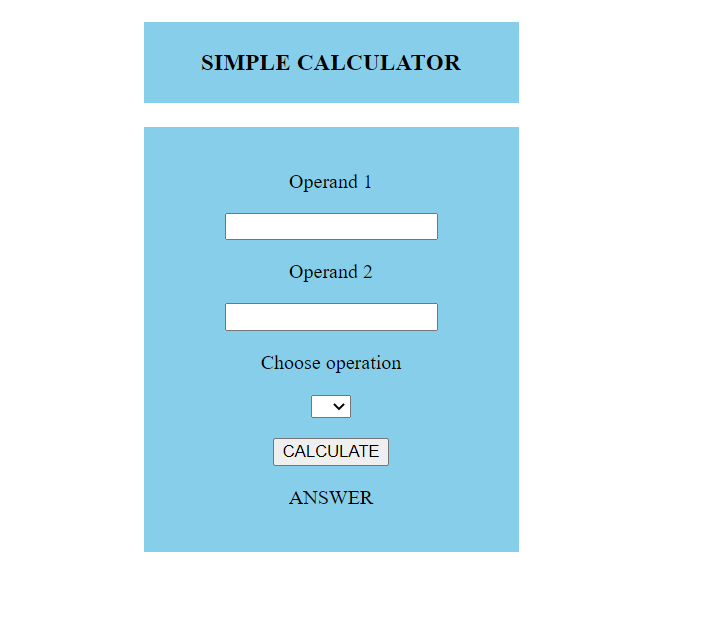 SIMPLE CALCULATOR
Operand 1
Operand 2
Choose operation
CALCULATE
ANSWER